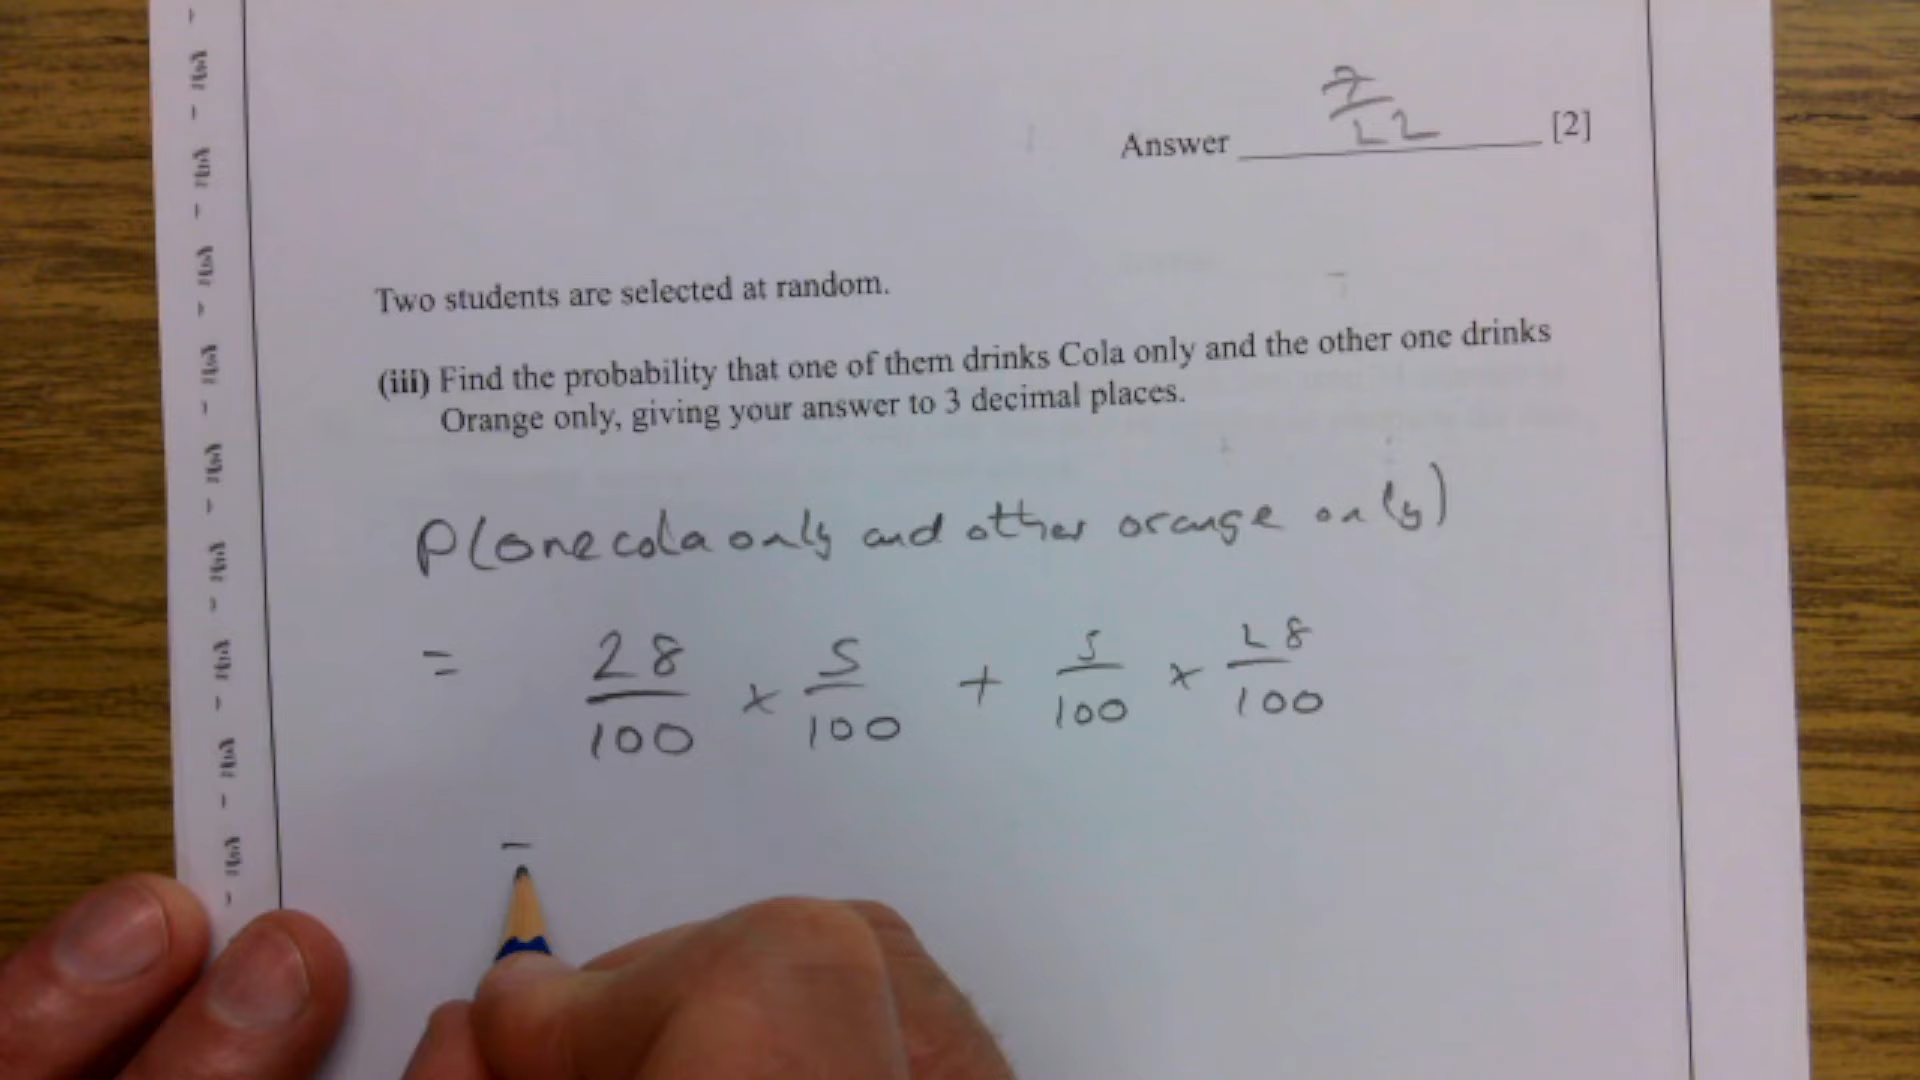 7
22
Answer [2]
Two students are selected at random.
(iii) Find the probability that one of them drinks Cola only and the other one drinks
Orange only, giving your answer to 3 decimal places.
P(one cola only and other orange only)
= 28/100 × 5/100 + 5/100 × 28/100